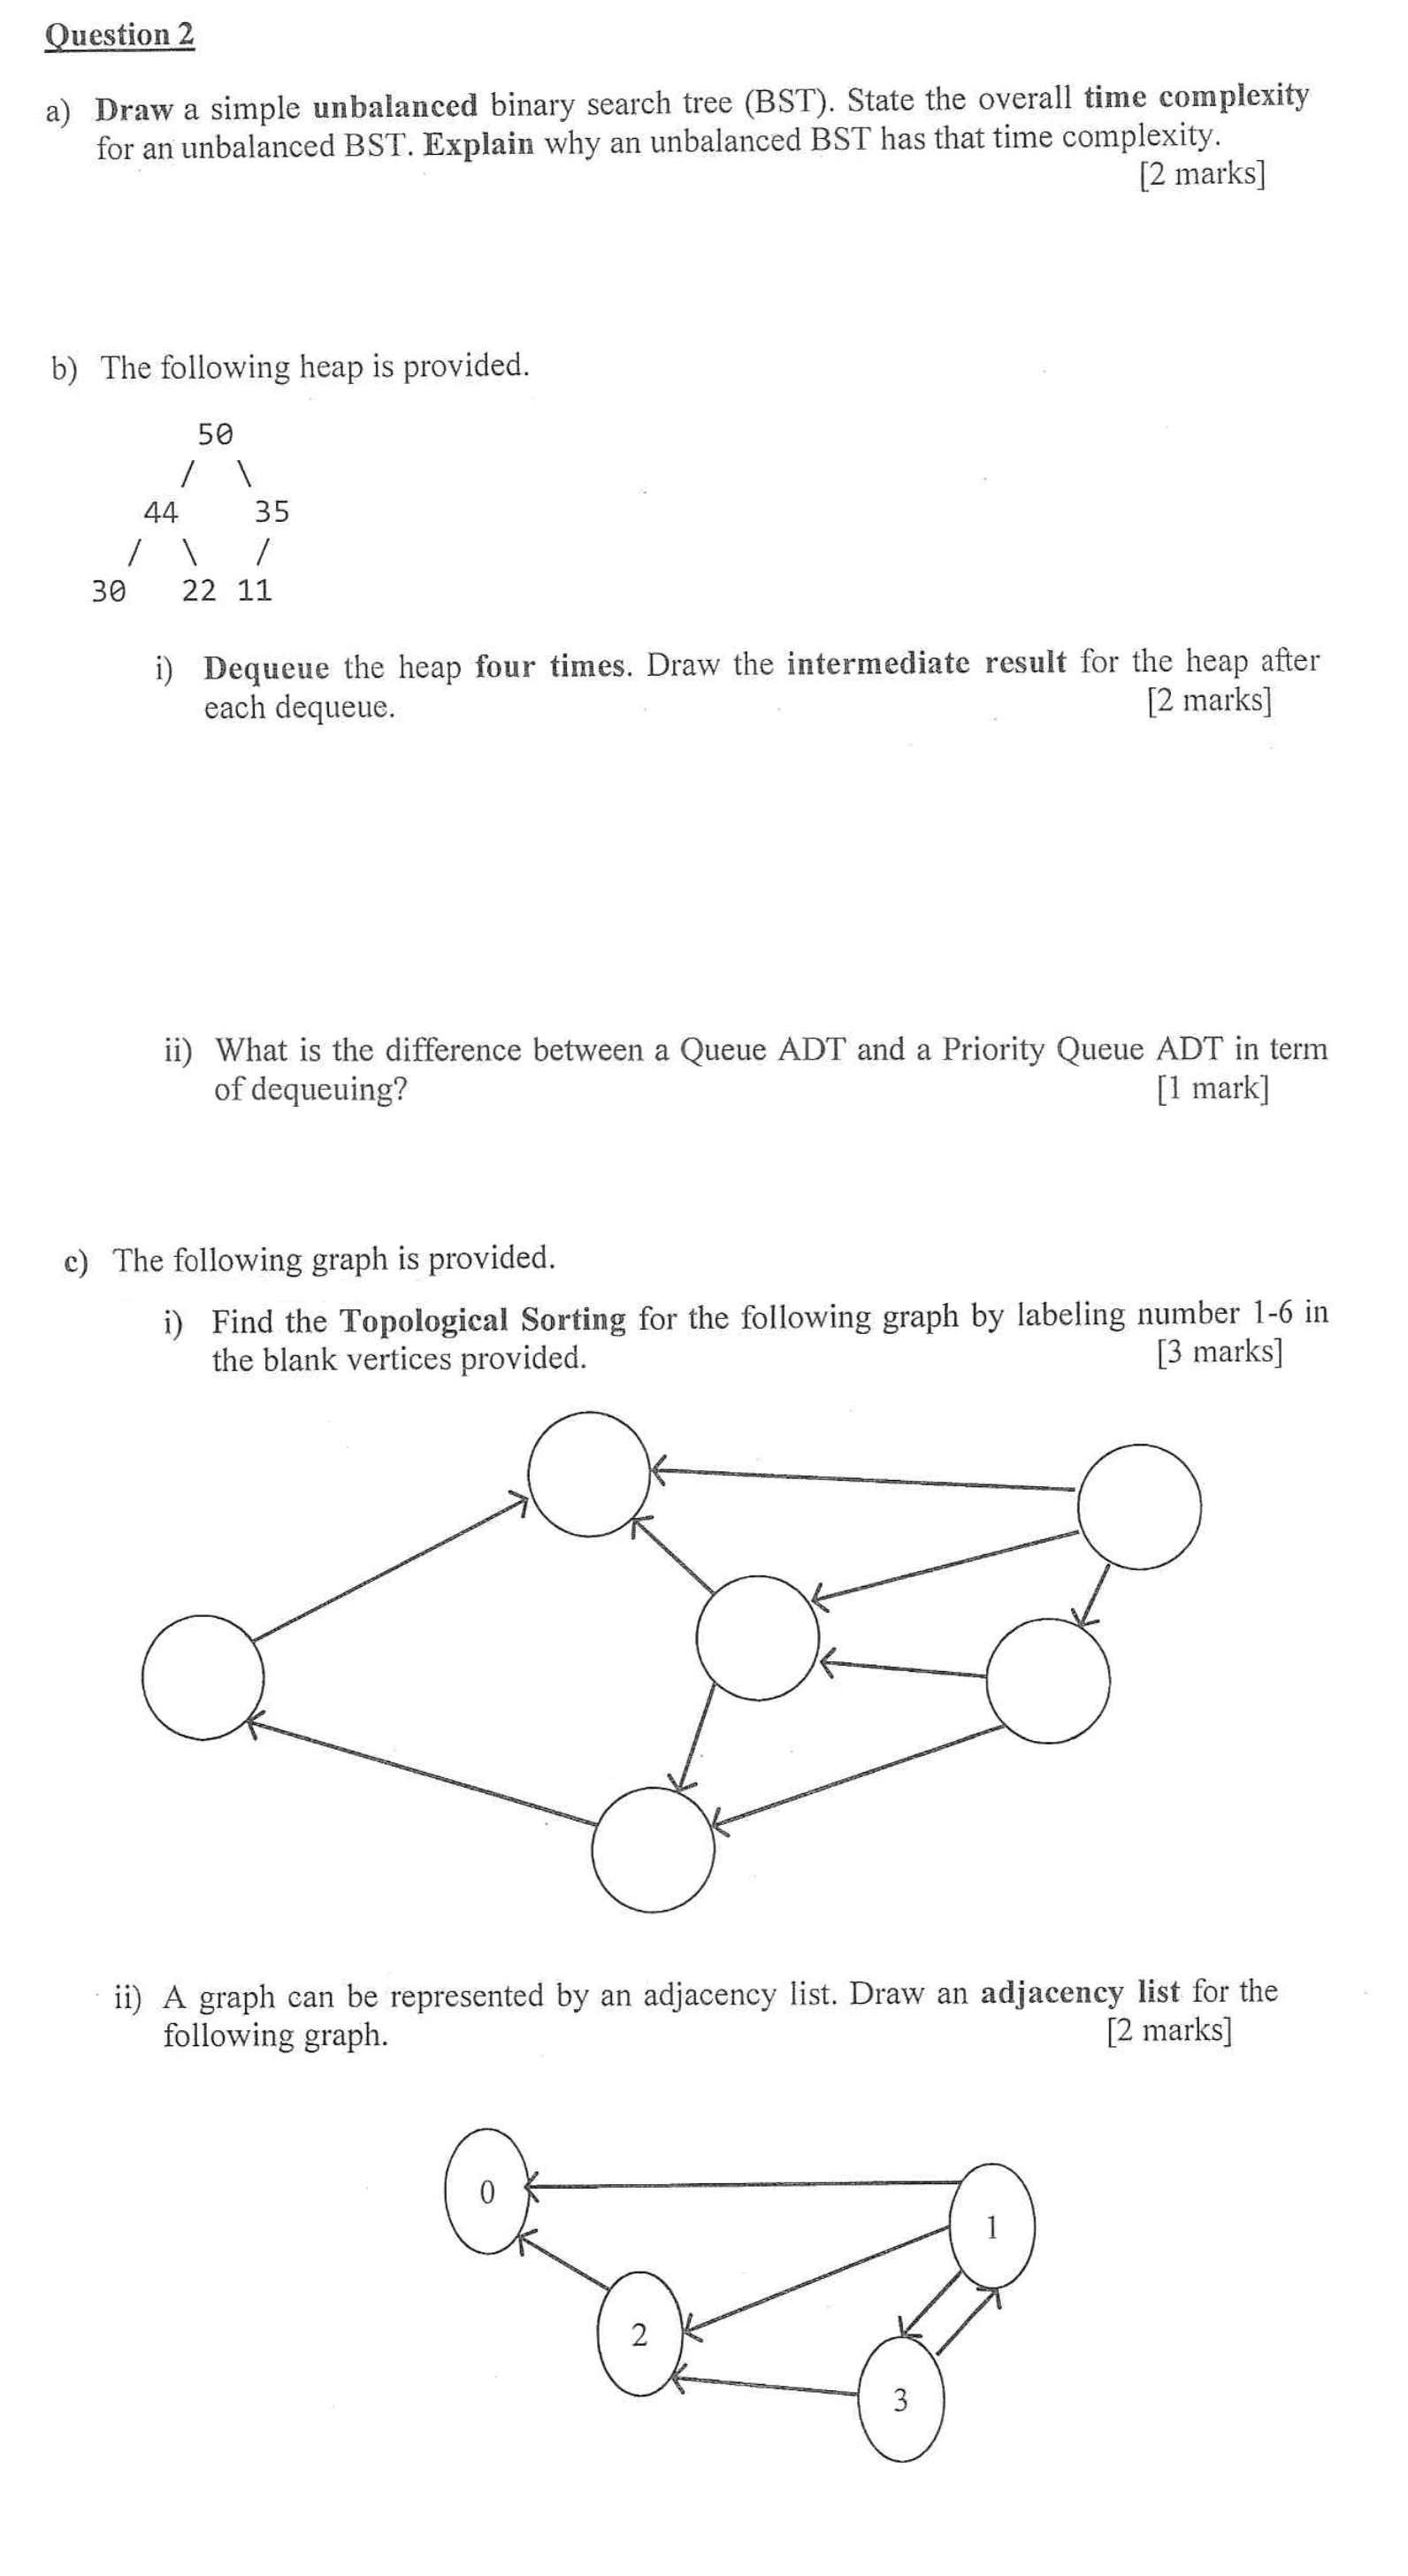 Question 2
a) Draw a simple unbalanced binary search tree (BST). State the overall time complexity
for an unbalanced BST. Explain why an unbalanced BST has that time complexity.
[2 marks]
b) The following heap is provided.
50
/ \
44 35
/ \ /
30 22 11
i) Dequeue the heap four times. Draw the intermediate result for the heap after
each dequeue. [2 marks]
ii) What is the difference between a Queue ADT and a Priority Queue ADT in term
of dequeuing? [1 mark]
c) The following graph is provided.
i) Find the Topological Sorting for the following graph by labeling number 1-6 in
the blank vertices provided. [3 marks]
ii) A graph can be represented by an adjacency list. Draw an adjacency list for the
following graph. [2 marks]
0
1
2
3